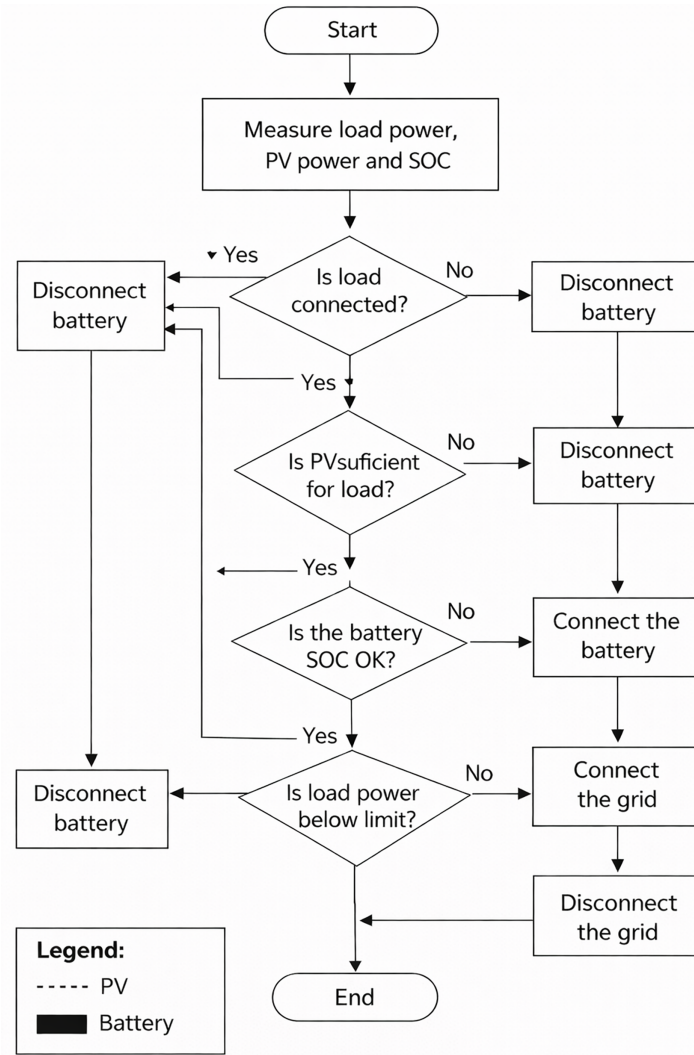 Start
Measure load power,
PV power and SOC
Yes
Is load
connected?
No
Disconnect
battery
Disconnect
battery
Yes
Is PVsuficient
for load?
No
Disconnect
battery
Yes
Is the battery
SOC OK?
No
Connect the
battery
Yes
Is load power
below limit?
No
Connect
the grid
Disconnect
battery
Disconnect
the grid
Legend:
PV
Battery
End